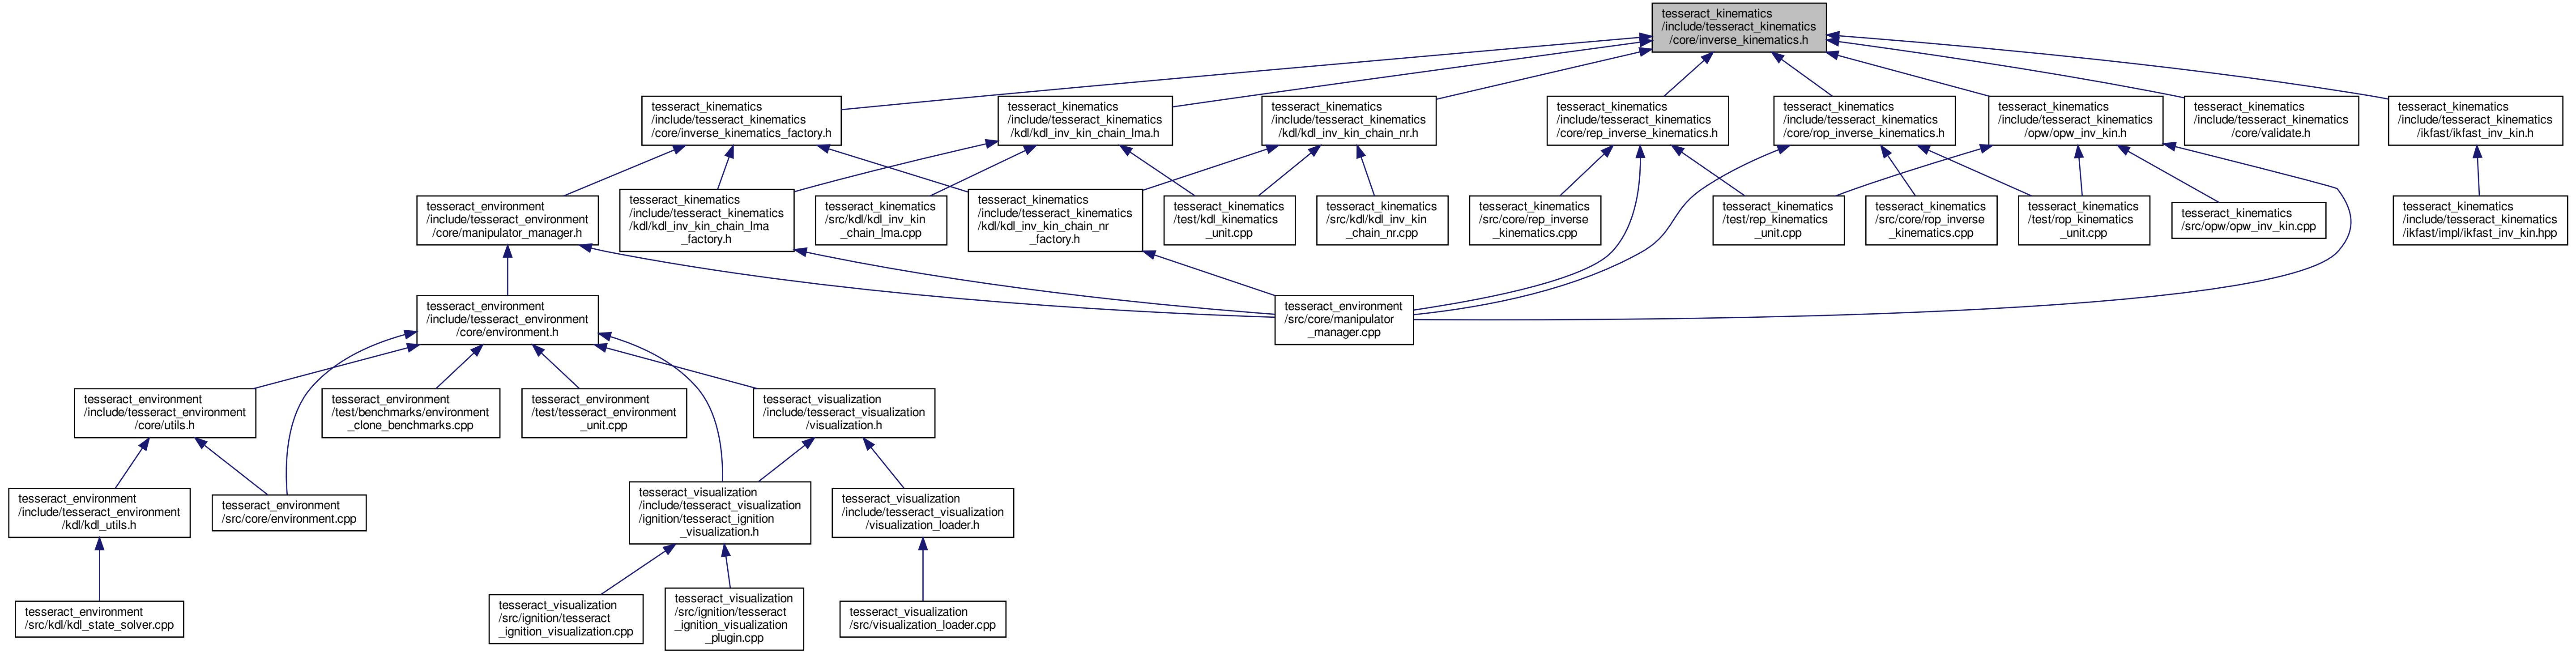 tesseract_kinematics
/include/tesseract_kinematics
/core/inverse_kinematics.h
tesseract_kinematics
/include/tesseract_kinematics
/core/inverse_kinematics_factory.h
tesseract_kinematics
/include/tesseract_kinematics
/kdl/kdl_inv_kin_chain_lma.h
tesseract_kinematics
/include/tesseract_kinematics
/kdl/kdl_inv_kin_chain_nr.h
tesseract_kinematics
/include/tesseract_kinematics
/core/rep_inverse_kinematics.h
tesseract_kinematics
/include/tesseract_kinematics
/core/rop_inverse_kinematics.h
tesseract_kinematics
/include/tesseract_kinematics
/opw/opw_inv_kin.h
tesseract_kinematics
/include/tesseract_kinematics
/core/validate.h
tesseract_kinematics
/include/tesseract_kinematics
/ikfast/ikfast_inv_kin.h
tesseract_environment
/include/tesseract_environment
/core/manipulator_manager.h
tesseract_kinematics
/include/tesseract_kinematics
/kdl/kdl_inv_kin_chain_lma
_factory.h
tesseract_kinematics
/src/kdl/kdl_inv_kin
_chain_lma.cpp
tesseract_kinematics
/include/tesseract_kinematics
/kdl/kdl_inv_kin_chain_nr
_factory.h
tesseract_kinematics
/test/kdl_kinematics
_unit.cpp
tesseract_kinematics
/src/kdl/kdl_inv_kin
_chain_nr.cpp
tesseract_kinematics
/src/core/rep_inverse
_kinematics.cpp
tesseract_kinematics
/test/rep_kinematics
_unit.cpp
tesseract_kinematics
/src/core/rop_inverse
_kinematics.cpp
tesseract_kinematics
/test/rop_kinematics
_unit.cpp
tesseract_kinematics
/src/opw/opw_inv_kin.cpp
tesseract_kinematics
/include/tesseract_kinematics
/ikfast/impl/ikfast_inv_kin.hpp
tesseract_environment
/include/tesseract_environment
/core/environment.h
tesseract_environment
/src/core/manipulator
_manager.cpp
tesseract_environment
/include/tesseract_environment
/core/utils.h
tesseract_environment
/test/benchmarks/environment
_clone_benchmarks.cpp
tesseract_environment
/test/tesseract_environment
_unit.cpp
tesseract_visualization
/include/tesseract_visualization
/visualization.h
tesseract_environment
/include/tesseract_environment
/kdl/kdl_utils.h
tesseract_environment
/src/core/environment.cpp
tesseract_visualization
/include/tesseract_visualization
/ignition/tesseract_ignition
_visualization.h
tesseract_visualization
/include/tesseract_visualization
/visualization_loader.h
tesseract_environment
/src/kdl/kdl_state_solver.cpp
tesseract_visualization
/src/ignition/tesseract
_ignition_visualization.cpp
tesseract_visualization
/src/ignition/tesseract
_ignition_visualization
_plugin.cpp
tesseract_visualization
/src/visualization_loader.cpp